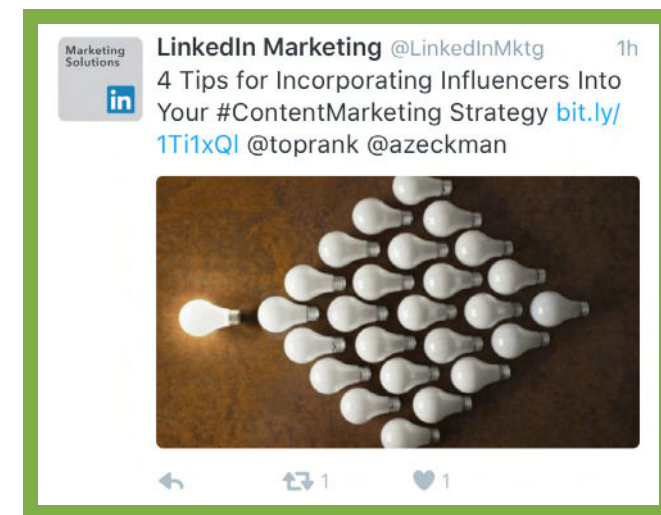 Marketing
Solutions
in
LinkedIn Marketing @LinkedInMktg 1h
4 Tips for Incorporating Influencers Into
Your #ContentMarketing Strategy bit.ly/
1Ti1xQl @toprank @azeckman
1 1